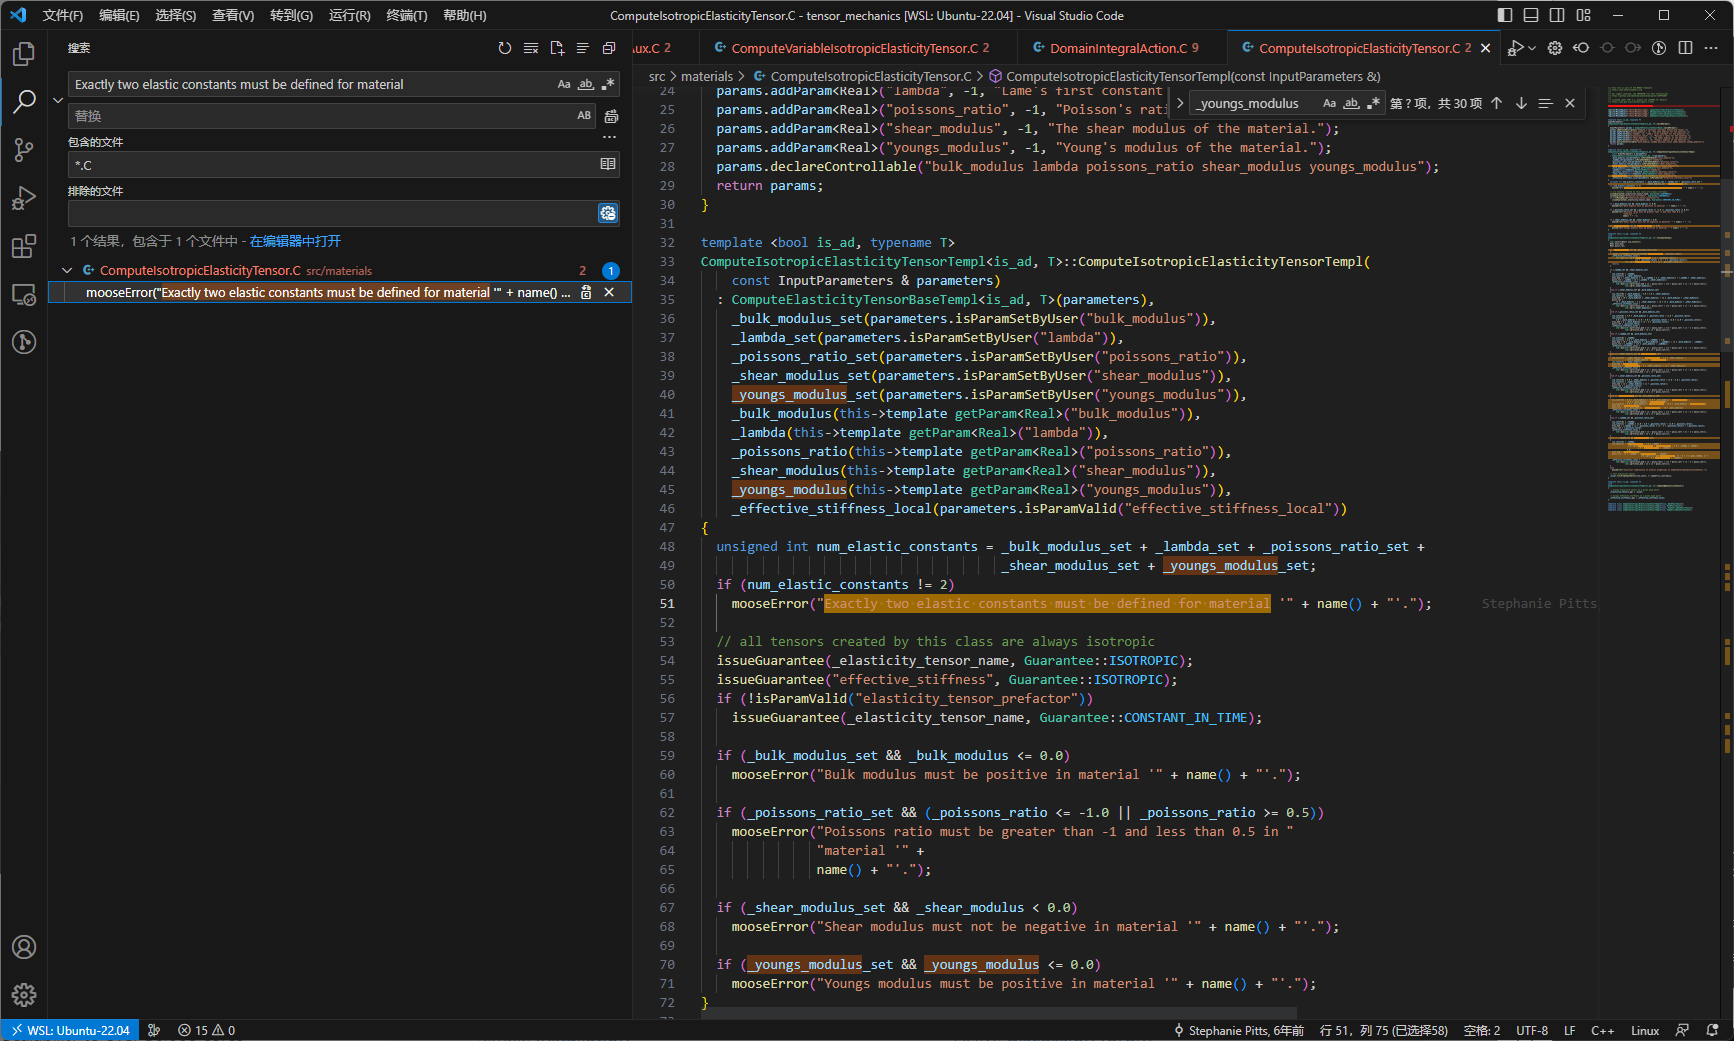 文件(F) 编辑(E) 选择(S) 查看(V) 转到(G) 运行(R) 终端(T) 帮助(H) ComputeIsotropicElasticityTensor.C - tensor_mechanics [WSL: Ubuntu-22.04] - Visual Studio Code
搜索
Exactly two elastic constants must be defined for material Aa ab .*
替换 AB
包含的文件
*.C
排除的文件
1 个结果，包含于 1 个文件中 - 在编辑器中打开
ComputeIsotropicElasticityTensor.C src/materials 2 1
mooseError("Exactly two elastic constants must be defined for material '" + name() ...
ux.C 2 ComputeVariableIsotropicElasticityTensor.C 2 DomainIntegralAction.C 9 ComputeIsotropicElasticityTensor.C 2
src > materials > ComputeIsotropicElasticityTensor.C > ComputeIsotropicElasticityTensorTempl(const InputParameters &)
_youngs_modulus Aa ab .* 第 ? 项，共 30 项
24 params.addParam<Real>("lambda", -1, "Lame's first constant
25 params.addParam<Real>("poissons_ratio", -1, "Poisson's rati
26 params.addParam<Real>("shear_modulus", -1, "The shear modulus of the material.");
27 params.addParam<Real>("youngs_modulus", -1, "Young's modulus of the material.");
28 params.declareControllable("bulk_modulus lambda poissons_ratio shear_modulus youngs_modulus");
29 return params;
30 }
31
32 template <bool is_ad, typename T>
33 ComputeIsotropicElasticityTensorTempl<is_ad, T>::ComputeIsotropicElasticityTensorTempl(
34 const InputParameters & parameters)
35 : ComputeElasticityTensorBaseTempl<is_ad, T>(parameters),
36 _bulk_modulus_set(parameters.isParamSetByUser("bulk_modulus")),
37 _lambda_set(parameters.isParamSetByUser("lambda")),
38 _poissons_ratio_set(parameters.isParamSetByUser("poissons_ratio")),
39 _shear_modulus_set(parameters.isParamSetByUser("shear_modulus")),
40 _youngs_modulus_set(parameters.isParamSetByUser("youngs_modulus")),
41 _bulk_modulus(this->template getParam<Real>("bulk_modulus")),
42 _lambda(this->template getParam<Real>("lambda")),
43 _poissons_ratio(this->template getParam<Real>("poissons_ratio")),
44 _shear_modulus(this->template getParam<Real>("shear_modulus")),
45 _youngs_modulus(this->template getParam<Real>("youngs_modulus")),
46 _effective_stiffness_local(parameters.isParamValid("effective_stiffness_local"))
47 {
48 unsigned int num_elastic_constants = _bulk_modulus_set + _lambda_set + _poissons_ratio_set +
49 _shear_modulus_set + _youngs_modulus_set;
50 if (num_elastic_constants != 2)
51 mooseError("Exactly two elastic constants must be defined for material '" + name() + "'."); Stephanie Pitts
52
53 // all tensors created by this class are always isotropic
54 issueGuarantee(_elasticity_tensor_name, Guarantee::ISOTROPIC);
55 issueGuarantee("effective_stiffness", Guarantee::ISOTROPIC);
56 if (!isParamValid("elasticity_tensor_prefactor"))
57 issueGuarantee(_elasticity_tensor_name, Guarantee::CONSTANT_IN_TIME);
58
59 if (_bulk_modulus_set && _bulk_modulus <= 0.0)
60 mooseError("Bulk modulus must be positive in material '" + name() + "'.");
61
62 if (_poissons_ratio_set && (_poissons_ratio <= -1.0 || _poissons_ratio >= 0.5))
63 mooseError("Poissons ratio must be greater than -1 and less than 0.5 in "
64 "material '" +
65 name() + "'.");
66
67 if (_shear_modulus_set && _shear_modulus < 0.0)
68 mooseError("Shear modulus must not be negative in material '" + name() + "'.");
69
70 if (_youngs_modulus_set && _youngs_modulus <= 0.0)
71 mooseError("Youngs modulus must be positive in material '" + name() + "'.");
72 }
WSL: Ubuntu-22.04 15 0 Stephanie Pitts, 6年前 行 51，列 75 (已选择58) 空格: 2 UTF-8 LF C++ Linux